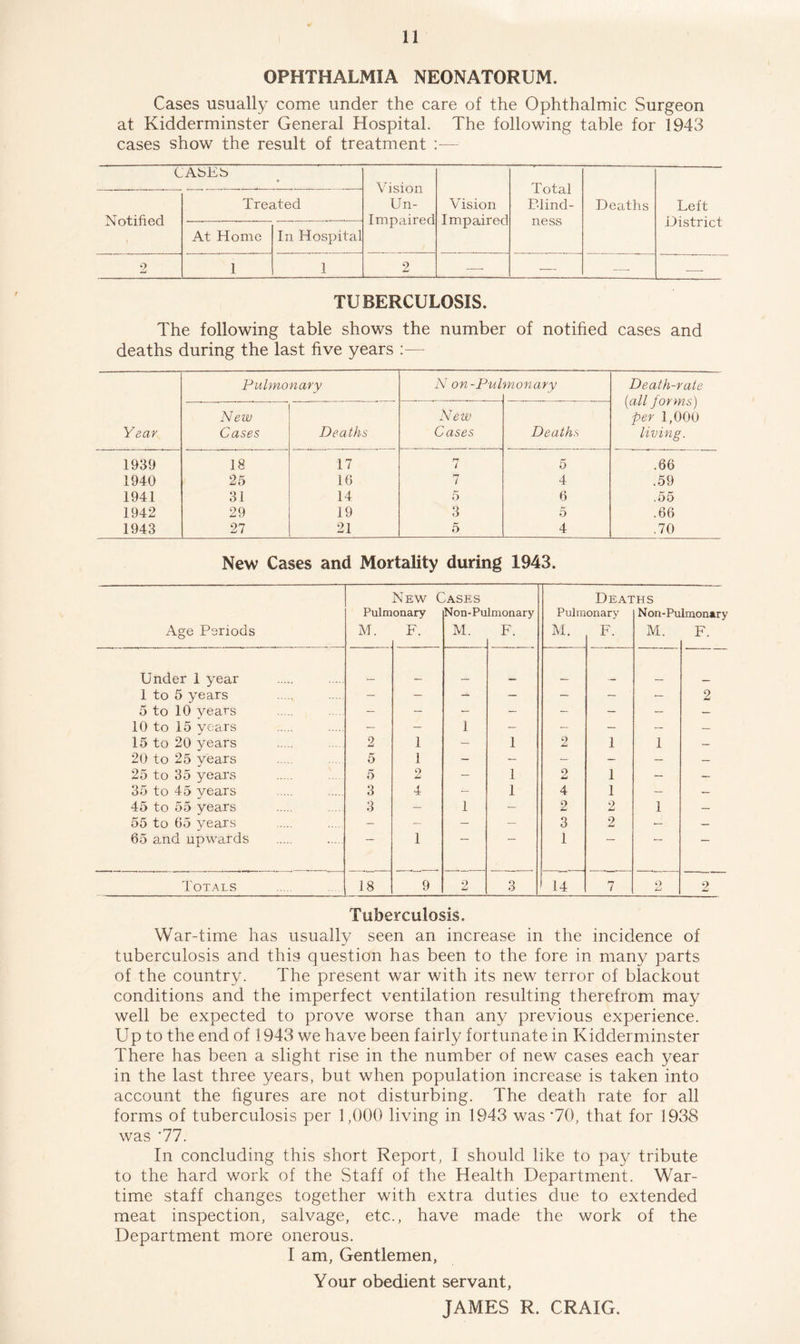 11
OPHTHALMIA NEONATORUM.
Cases usually come under the care of the Ophthalmic Surgeon
at Kidderminster General Hospital. The following table for 1943
cases show the result of treatment :—
CASES | Vision Un-Impaired | Vision Impaired | Total Blind-ness | Deaths | Left District
Notified | Treated
At Home | In Hospital
2 | 1 | 1 | 2 | — | — | — | —
TUBERCULOSIS.
The following table shows the number of notified cases and
deaths during the last five years :—
Year | Pulmonary | Non-Pulmonary | Death-rate (all forms) per 1,000 living.
New Cases | Deaths | New Cases | Deaths
1939 | 18 | 17 | 7 | 5 | .66
1940 | 25 | 16 | 7 | 4 | .59
1941 | 31 | 14 | 5 | 6 | .55
1942 | 29 | 19 | 3 | 5 | .66
1943 | 27 | 21 | 5 | 4 | .70
New Cases and Mortality during 1943.
Age Periods | New Cases | Deaths
Pulmonary | Non-Pulmonary | Pulmonary | Non-Pulmonary
M. | F. | M. | F. | M. | F. | M. | F.
Under 1 year ..... ..... | — | — | — | — | — | — | — | —
1 to 5 years ..... ..... | — | — | — | — | — | — | — | 2
5 to 10 years ..... ..... | — | — | — | — | — | — | — | —
10 to 15 years ..... ..... | — | — | 1 | — | — | — | — | —
15 to 20 years ..... ..... | 2 | 1 | — | 1 | 2 | 1 | 1 | —
20 to 25 years ..... ..... | 5 | 1 | — | — | — | — | — | —
25 to 35 years ..... ..... | 5 | 2 | — | 1 | 2 | 1 | — | —
35 to 45 years ..... ..... | 3 | 4 | — | 1 | 4 | 1 | — | —
45 to 55 years ..... ..... | 3 | — | 1 | — | 2 | 2 | 1 | —
55 to 65 years ..... ..... | — | — | — | — | 3 | 2 | — | —
65 and upwards ..... ..... | — | 1 | — | — | 1 | — | — | —
Totals ..... ..... | 18 | 9 | 2 | 3 | 14 | 7 | 2 | 2
Tuberculosis.
War-time has usually seen an increase in the incidence of
tuberculosis and this question has been to the fore in many parts
of the country. The present war with its new terror of blackout
conditions and the imperfect ventilation resulting therefrom may
well be expected to prove worse than any previous experience.
Up to the end of 1943 we have been fairly fortunate in Kidderminster
There has been a slight rise in the number of new cases each year
in the last three years, but when population increase is taken into
account the figures are not disturbing. The death rate for all
forms of tuberculosis per 1,000 living in 1943 was ·70, that for 1938
was ·77.
In concluding this short Report, I should like to pay tribute
to the hard work of the Staff of the Health Department. War-
time staff changes together with extra duties due to extended
meat inspection, salvage, etc., have made the work of the
Department more onerous.
I am, Gentlemen,
Your obedient servant,
JAMES R. CRAIG.